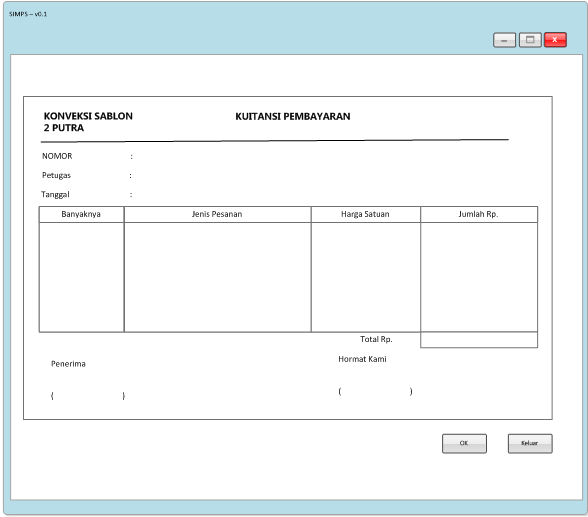 SIMPS – v0.1
X
KONVEKSI SABLON
2 PUTRA
KUITANSI PEMBAYARAN
NOMOR :
Petugas :
Tanggal :
Banyaknya Jenis Pesanan Harga Satuan Jumlah Rp.
Total Rp.
Penerima
Hormat Kami
( )
( )
OK Keluar